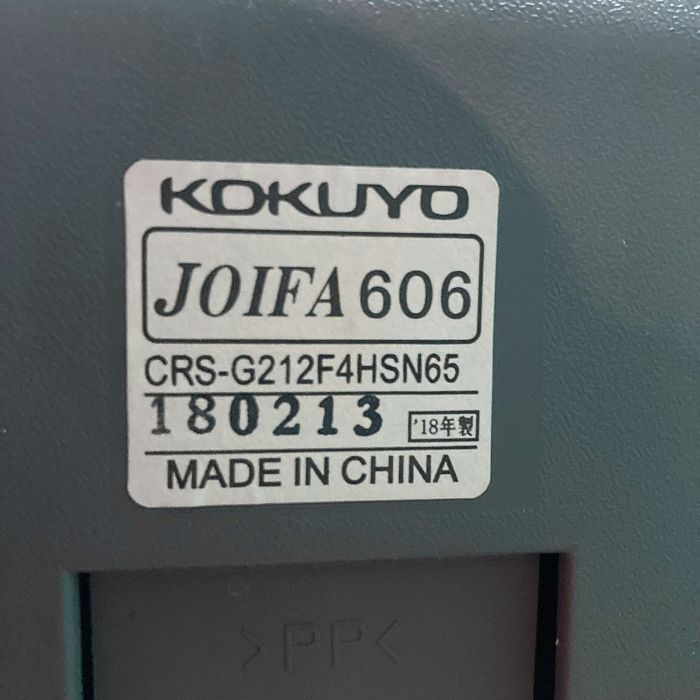 KOKUYO
JOIFA 606
CRS-G212F4HSN65
180213 '18年製
MADE IN CHINA
>PP<